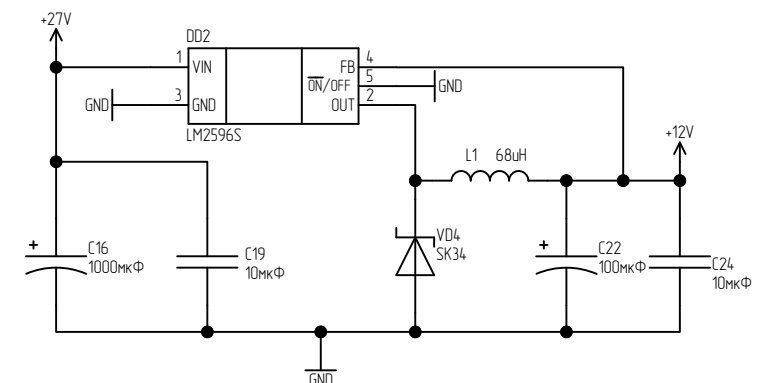 +27V
DD2
1
VIN
FB
4
ON/OFF
5
GND
3
GND
GND
OUT
2
LM2596S
+12V
L1
68uH
+
C16
1000мкФ
C19
10мкФ
VD4
SK34
+
C22
100мкФ
C24
10мкФ
GND